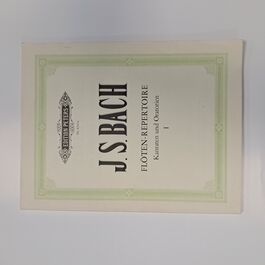 EDITION PETERS
J. S. BACH
FLÖTEN-REPERTOIRE
Kantaten und Oratorien
I